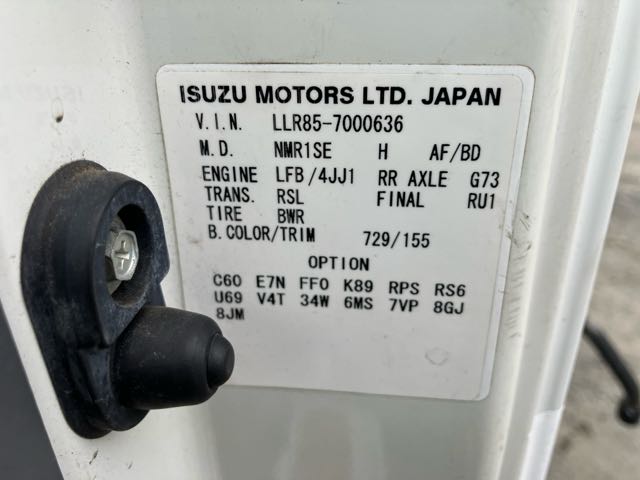 ISUZU MOTORS LTD. JAPAN
V.I.N. LLR85-7000636
M.D. NMR1SE H AF/BD
ENGINE LFB/4JJ1 RR AXLE G73
TRANS. RSL FINAL RU1
TIRE BWR
B.COLOR/TRIM 729/155
OPTION
C60 E7N FF0 K89 RPS RS6
U69 V4T 34W 6MS 7VP 8GJ
8JM